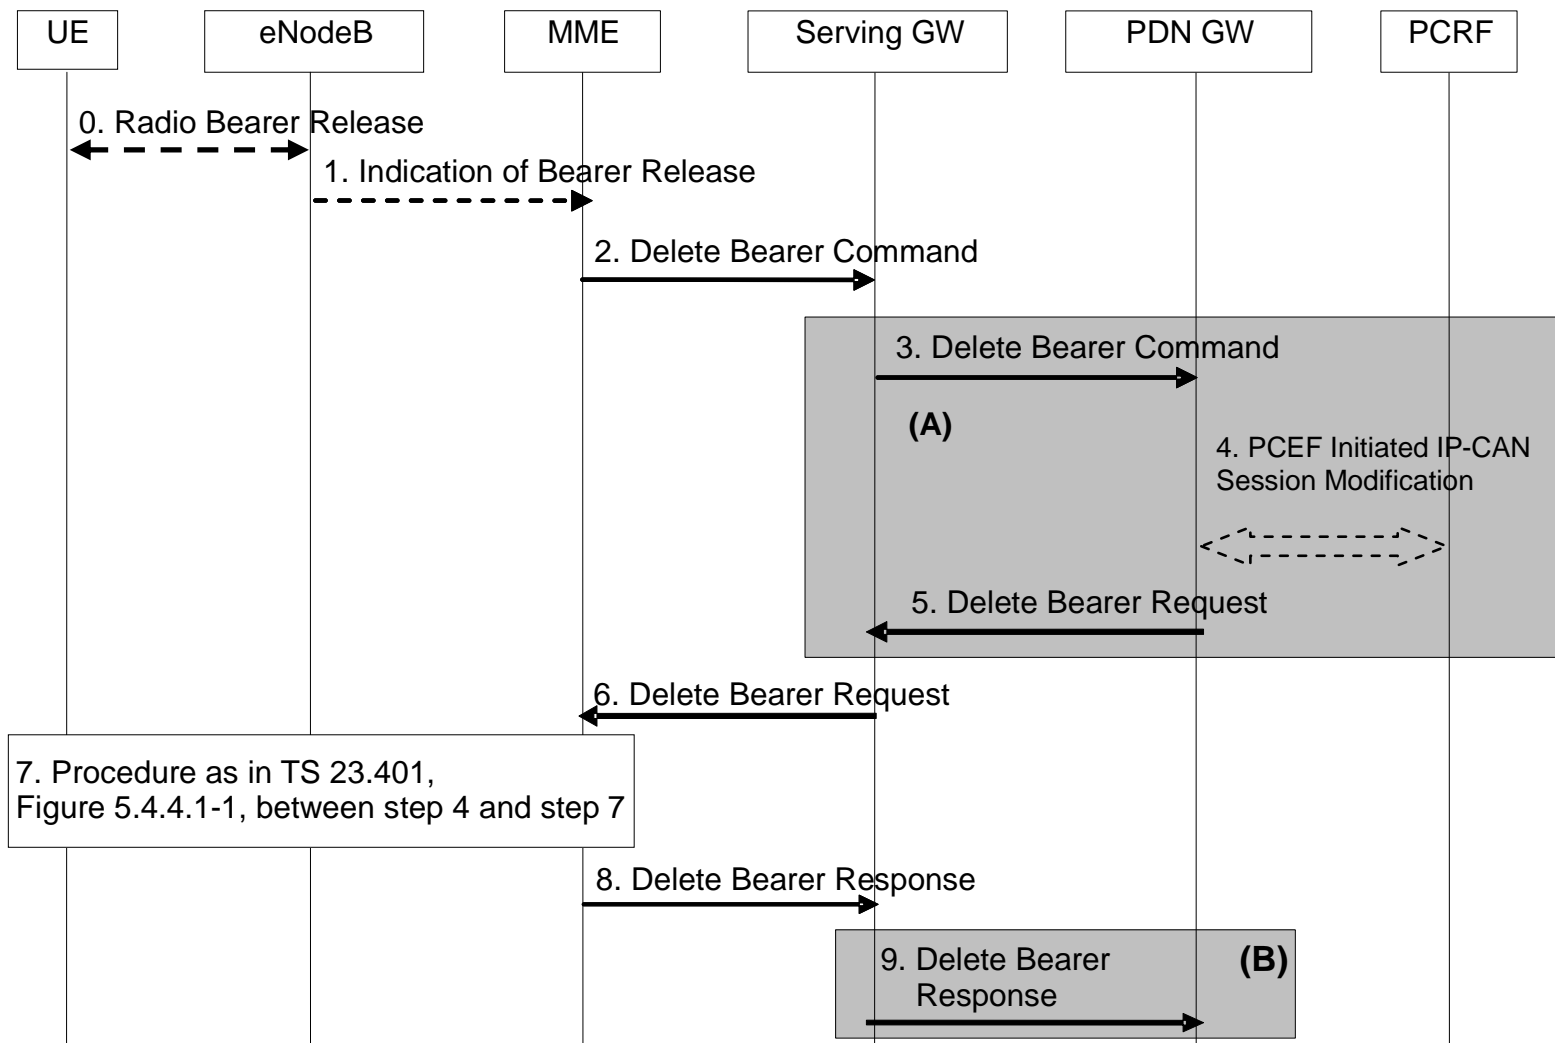 UE
eNodeB
MME
Serving GW
PDN GW
PCRF
0. Radio Bearer Release
1. Indication of Bearer Release
2. Delete Bearer Command
3. Delete Bearer Command
(A)
4. PCEF Initiated IP-CAN
Session Modification
5. Delete Bearer Request
6. Delete Bearer Request
7. Procedure as in TS 23.401,
Figure 5.4.4.1-1, between step 4 and step 7
8. Delete Bearer Response
9. Delete Bearer
Response
(B)